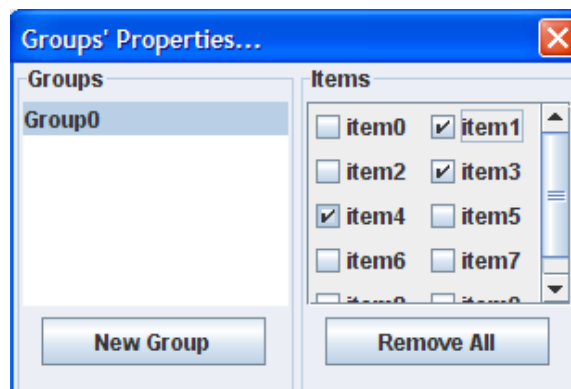 Groups' Properties...
Groups
Items
Group0
item0 item1
item2 item3
item4 item5
item6 item7
New Group
Remove All